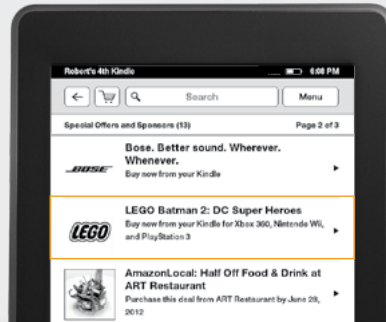 Robert's 4th Kindle 6:08 PM
Search Menu
Special Offers and Sponsors (13) Page 2 of 3
Bose. Better sound. Wherever.
Whenever.
BOSE
Buy now from your Kindle
LEGO Batman 2: DC Super Heroes
LEGO
Buy now from your Kindle for Xbox 360, Nintendo Wii,
and PlayStation 3
AmazonLocal: Half Off Food & Drink at
ART Restaurant
Purchase this deal from ART Restaurant by June 28,
2012